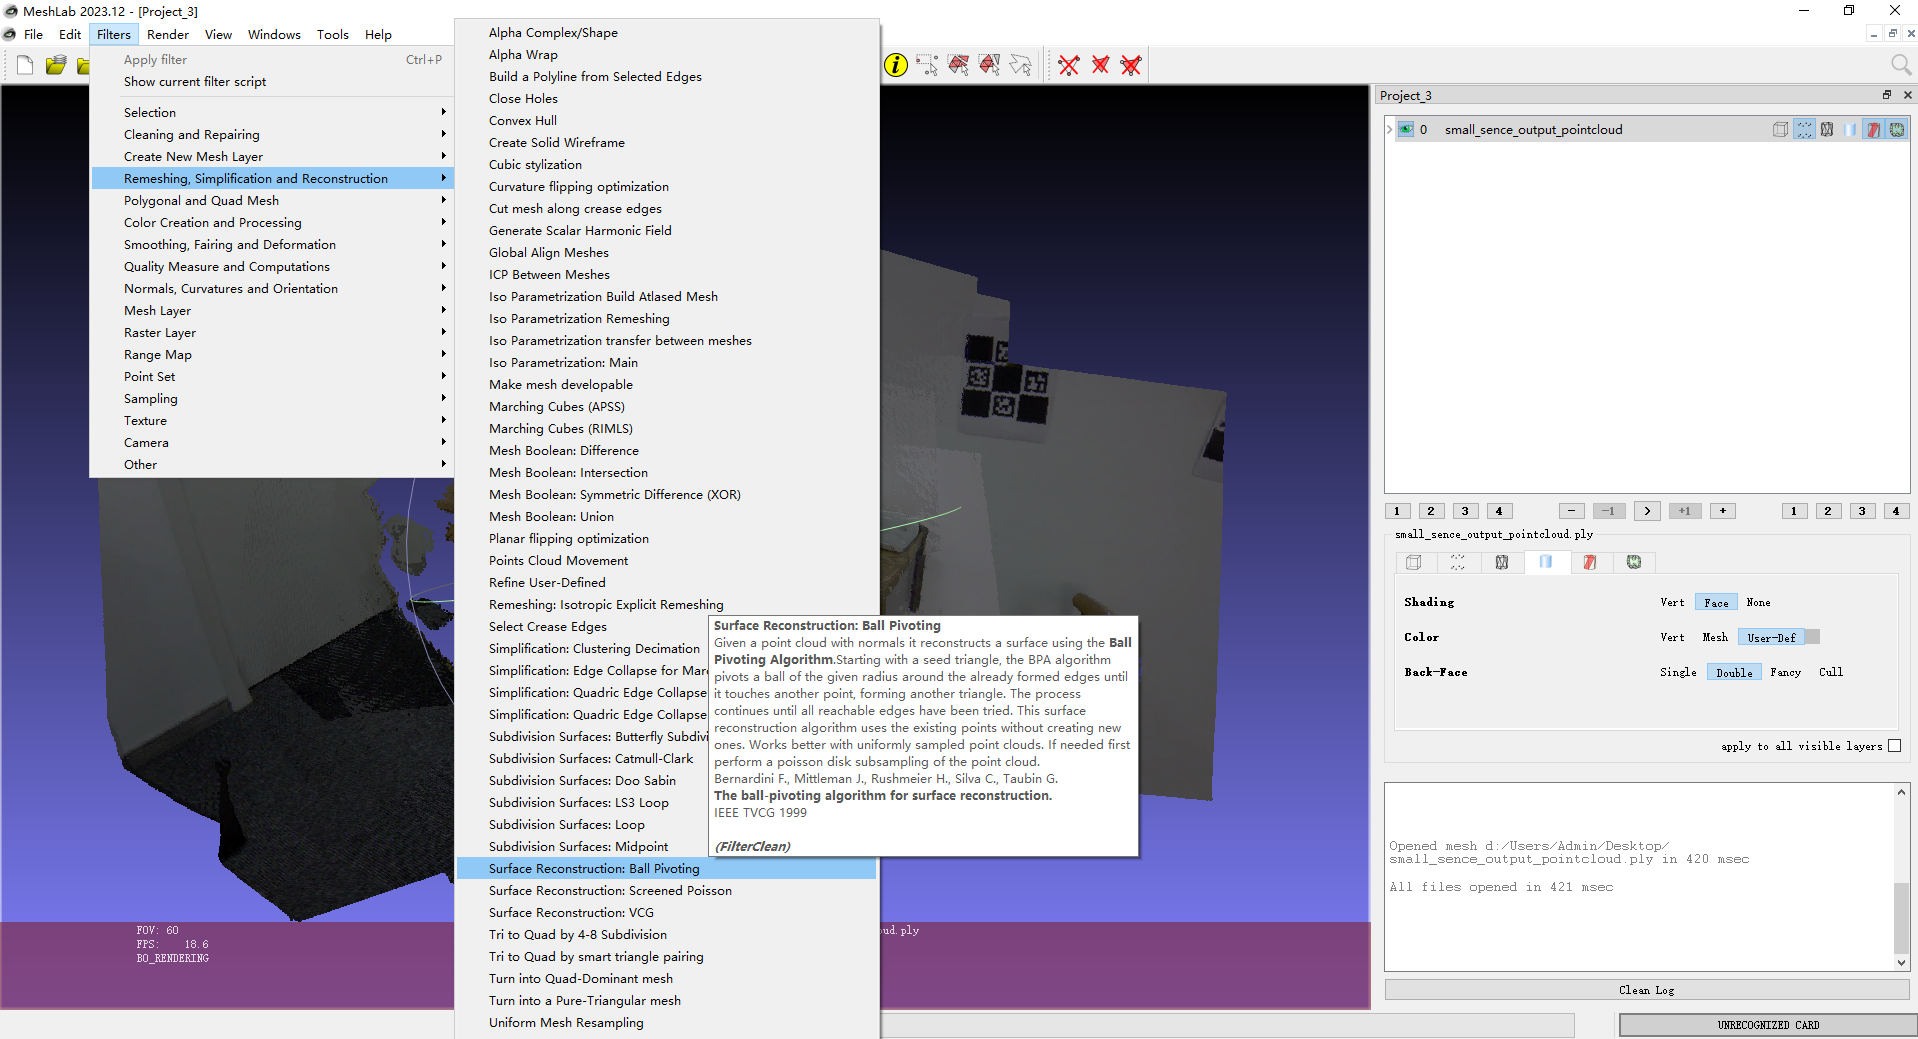 MeshLab 2023.12 - [Project_3]
File Edit Filters Render View Windows Tools Help
Apply filter Ctrl+P
Show current filter script
Selection
Cleaning and Repairing
Create New Mesh Layer
Remeshing, Simplification and Reconstruction
Polygonal and Quad Mesh
Color Creation and Processing
Smoothing, Fairing and Deformation
Quality Measure and Computations
Normals, Curvatures and Orientation
Mesh Layer
Raster Layer
Range Map
Point Set
Sampling
Texture
Camera
Other
Alpha Complex/Shape
Alpha Wrap
Build a Polyline from Selected Edges
Close Holes
Convex Hull
Create Solid Wireframe
Cubic stylization
Curvature flipping optimization
Cut mesh along crease edges
Generate Scalar Harmonic Field
Global Align Meshes
ICP Between Meshes
Iso Parametrization Build Atlased Mesh
Iso Parametrization Remeshing
Iso Parametrization transfer between meshes
Iso Parametrization: Main
Make mesh developable
Marching Cubes (APSS)
Marching Cubes (RIMLS)
Mesh Boolean: Difference
Mesh Boolean: Intersection
Mesh Boolean: Symmetric Difference (XOR)
Mesh Boolean: Union
Planar flipping optimization
Points Cloud Movement
Refine User-Defined
Remeshing: Isotropic Explicit Remeshing
Select Crease Edges
Simplification: Clustering Decimation
Simplification: Edge Collapse for Mar
Simplification: Quadric Edge Collapse
Simplification: Quadric Edge Collapse
Subdivision Surfaces: Butterfly Subdivi
Subdivision Surfaces: Catmull-Clark
Subdivision Surfaces: Doo Sabin
Subdivision Surfaces: LS3 Loop
Subdivision Surfaces: Loop
Subdivision Surfaces: Midpoint
Surface Reconstruction: Ball Pivoting
Surface Reconstruction: Screened Poisson
Surface Reconstruction: VCG
Tri to Quad by 4-8 Subdivision
Tri to Quad by smart triangle pairing
Turn into Quad-Dominant mesh
Turn into a Pure-Triangular mesh
Uniform Mesh Resampling
Surface Reconstruction: Ball Pivoting
Given a point cloud with normals it reconstructs a surface using the Ball
Pivoting Algorithm.Starting with a seed triangle, the BPA algorithm
pivots a ball of the given radius around the already formed edges until
it touches another point, forming another triangle. The process
continues until all reachable edges have been tried. This surface
reconstruction algorithm uses the existing points without creating new
ones. Works better with uniformly sampled point clouds. If needed first
perform a poisson disk subsampling of the point cloud.
Bernardini F., Mittleman J., Rushmeier H., Silva C., Taubin G.
The ball-pivoting algorithm for surface reconstruction.
IEEE TVCG 1999
(FilterClean)
FOV: 60
FPS: 18.6
BO_RENDERING
ud.ply
Project_3
0 small_sence_output_pointcloud
1 2 3 4 - -1 > +1 + 1 2 3 4
small_sence_output_pointcloud.ply
Shading Vert Face None
Color Vert Mesh User-Def
Back-Face Single Double Fancy Cull
apply to all visible layers
Opened mesh d:/Users/Admin/Desktop/
small_sence_output_pointcloud.ply in 420 msec
All files opened in 421 msec
Clean Log
UNRECOGNIZED CARD